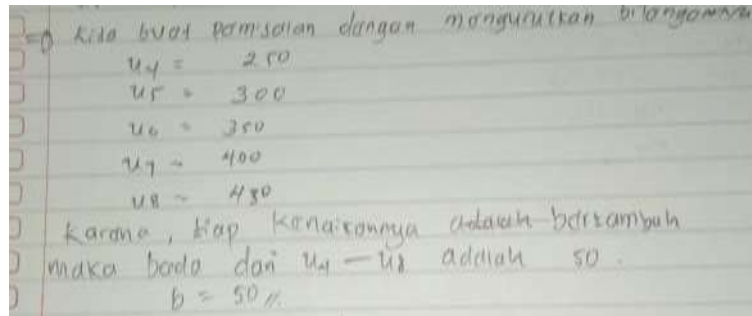 => Kita buat pemisalan dengan mengurutkan bilangannya
U4 = 250
U5 = 300
U6 = 350
U7 = 400
U8 = 450
Karena, tiap kenaikannya adalah bertambah
maka beda dari U4 - U8 adalah 50.
b = 50 //